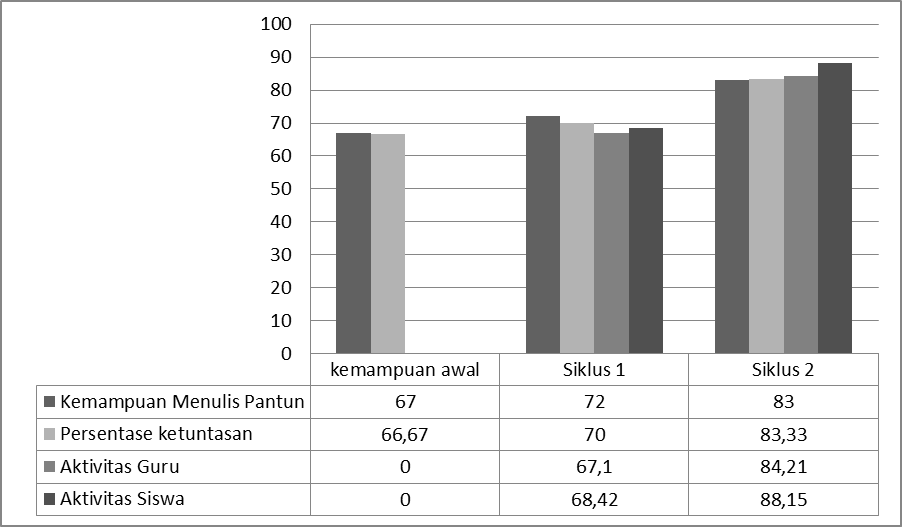 100
90
80
70
60
50
40
30
20
10
0
kemampuan awal Siklus 1 Siklus 2
Kemampuan Menulis Pantun 67 72 83
Persentase ketuntasan 66,67 70 83,33
Aktivitas Guru 0 67,1 84,21
Aktivitas Siswa 0 68,42 88,15